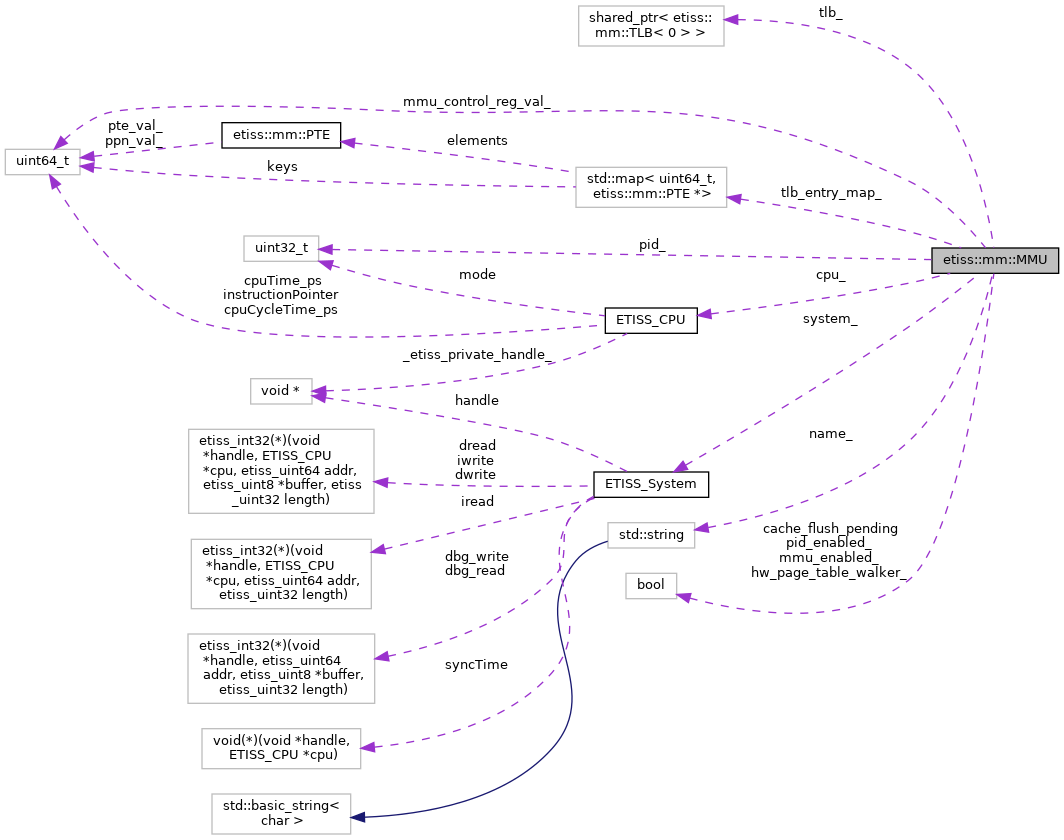 shared_ptr< etiss::
mm::TLB< 0 > >
tlb_
mmu_control_reg_val_
pte_val_
ppn_val_
etiss::mm::PTE
elements
uint64_t
keys
std::map< uint64_t,
etiss::mm::PTE *>
tlb_entry_map_
uint32_t
pid_
etiss::mm::MMU
mode
cpu_
cpuTime_ps
instructionPointer
cpuCycleTime_ps
ETISS_CPU
system_
_etiss_private_handle_
void *
handle
name_
etiss_int32(*)(void
*handle, ETISS_CPU
*cpu, etiss_uint64 addr,
etiss_uint8 *buffer, etiss
_uint32 length)
dread
iwrite
dwrite
ETISS_System
iread
std::string
cache_flush_pending
pid_enabled_
mmu_enabled_
hw_page_table_walker_
etiss_int32(*)(void
*handle, ETISS_CPU
*cpu, etiss_uint64 addr,
etiss_uint32 length)
dbg_write
dbg_read
bool
etiss_int32(*)(void
*handle, etiss_uint64
addr, etiss_uint8 *buffer,
etiss_uint32 length)
syncTime
void(*)(void *handle,
ETISS_CPU *cpu)
std::basic_string<
char >